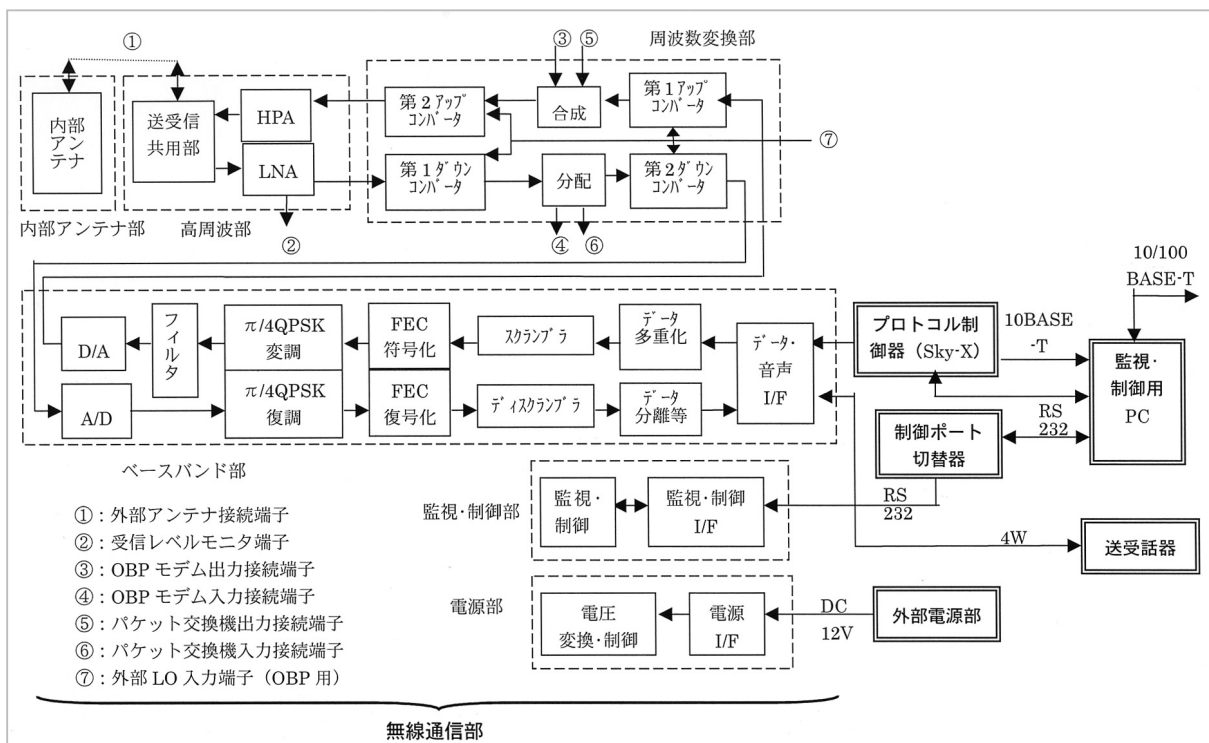 ①
③ ⑤
周波数変換部
内部
アンテナ
送受信
共用部
HPA
LNA
第2アップ
コンバータ
合成
第1アップ
コンバータ
⑦
第1ダウン
コンバータ
分配
第2ダウン
コンバータ
内部アンテナ部
高周波部
②
④ ⑥
10/100
BASE-T
D/A
フィルタ
π/4QPSK
変調
FEC
符号化
スクランブラ
データ
多重化
データ・
音声
I/F
プロトコル制
御器(Sky-X)
10BASE
-T
監視・
制御用
PC
A/D
π/4QPSK
復調
FEC
復号化
ディスクランブラ
データ
分離等
RS
232
制御ポート
切替器
ベースバンド部
監視・制御部
監視・
制御
監視・制御
I/F
RS
232
4W
送受話器
電源部
電圧
変換・制御
電源
I/F
DC
12V
外部電源部
①:外部アンテナ接続端子
②:受信レベルモニタ端子
③:OBPモデム出力接続端子
④:OBPモデム入力接続端子
⑤:パケット交換機出力接続端子
⑥:パケット交換機入力接続端子
⑦:外部LO入力端子(OBP用)
無線通信部